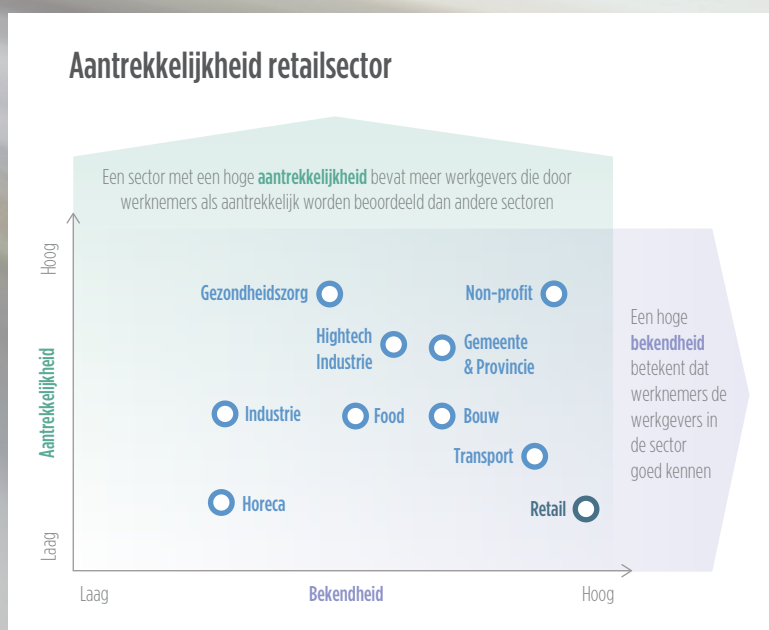 Aantrekkelijkheid retailsector
Een sector met een hoge aantrekkelijkheid bevat meer werkgevers die door
werknemers als aantrekkelijk worden beoordeeld dan andere sectoren
Hoog
Aantrekkelijkheid
Laag
Gezondheidszorg
Non-profit
Hightech
Industrie
Gemeente
& Provincie
Industrie
Food
Bouw
Transport
Horeca
Retail
Een hoge
bekendheid
betekent dat
werknemers de
werkgevers in
de sector
goed kennen
Laag
Bekendheid
Hoog